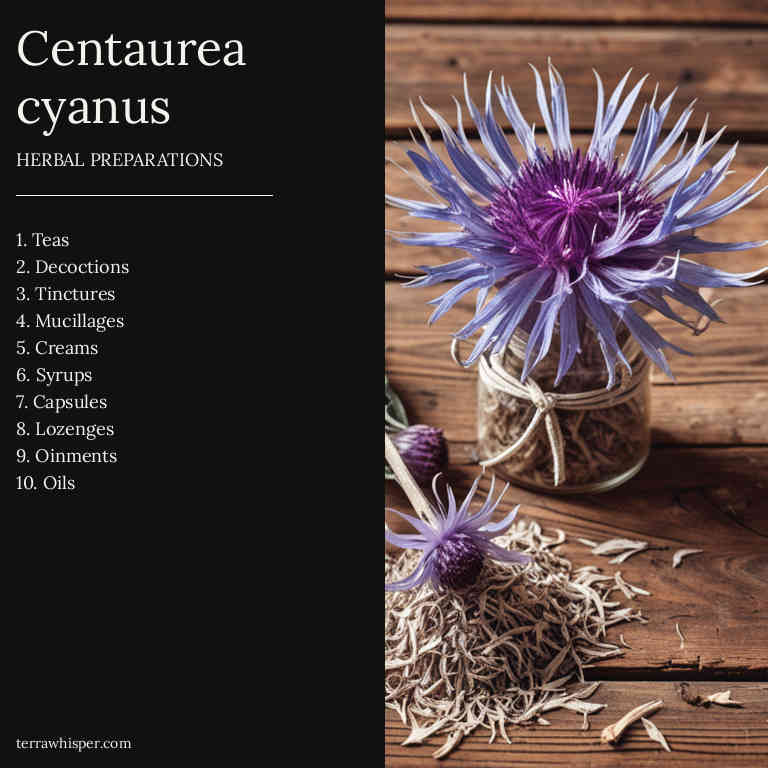 Centaurea
cyanus
HERBAL PREPARATIONS
1. Teas
2. Decoctions
3. Tinctures
4. Mucillages
5. Creams
6. Syrups
7. Capsules
8. Lozenges
9. Oinments
10. Oils
terrawhisper.com